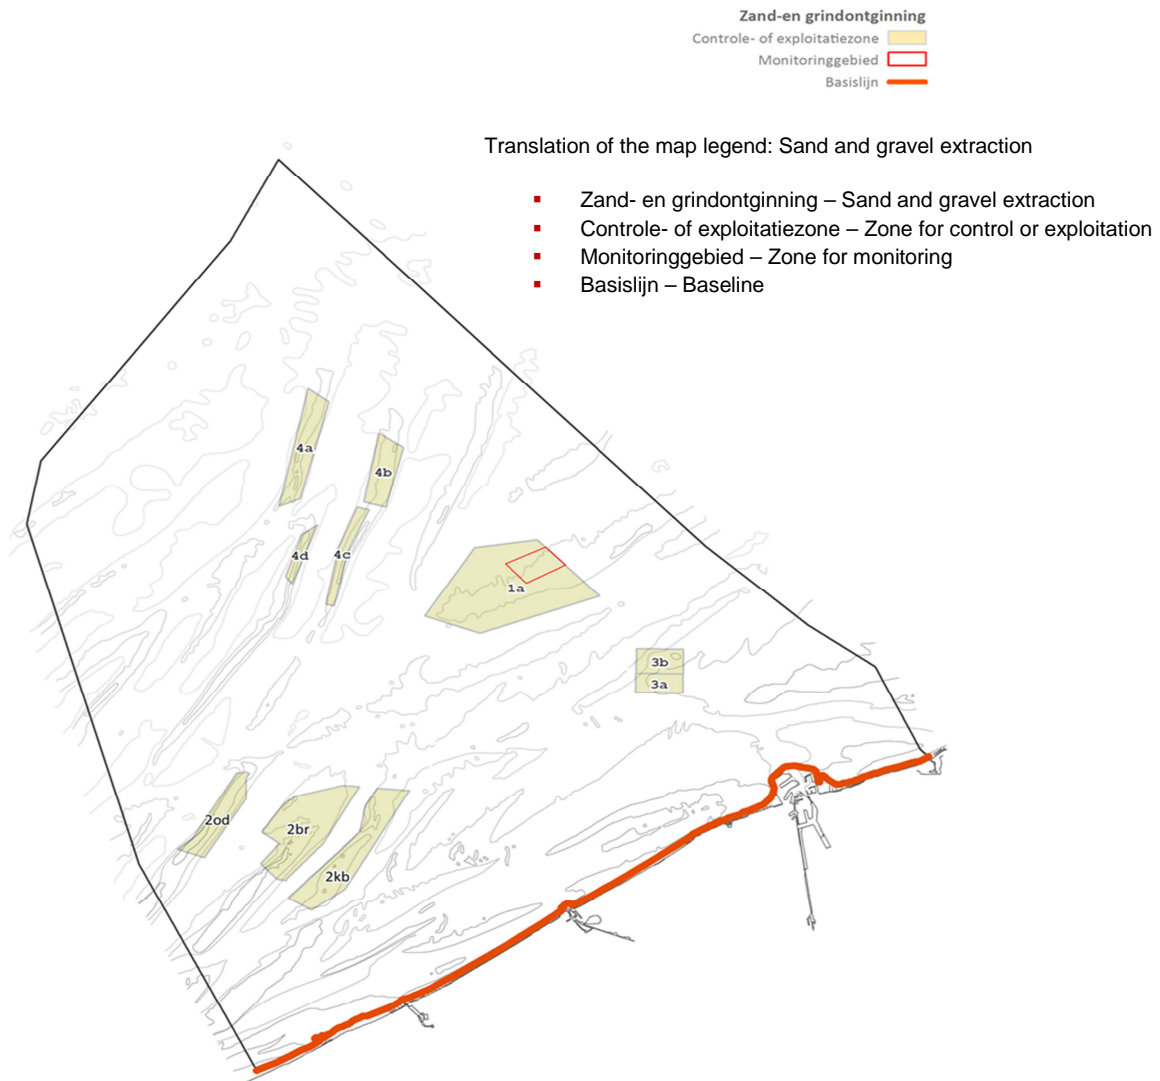 Zand-en grindontginning
Controle- of exploitatiezone
Monitoringgebied
Basislijn
Translation of the map legend: Sand and gravel extraction
▪ Zand- en grindontginning – Sand and gravel extraction
▪ Controle- of exploitatiezone – Zone for control or exploitation
▪ Monitoringgebied – Zone for monitoring
▪ Basislijn – Baseline
4a
4b
4d
4c
1a
3b
3a
2od
2br
2kb